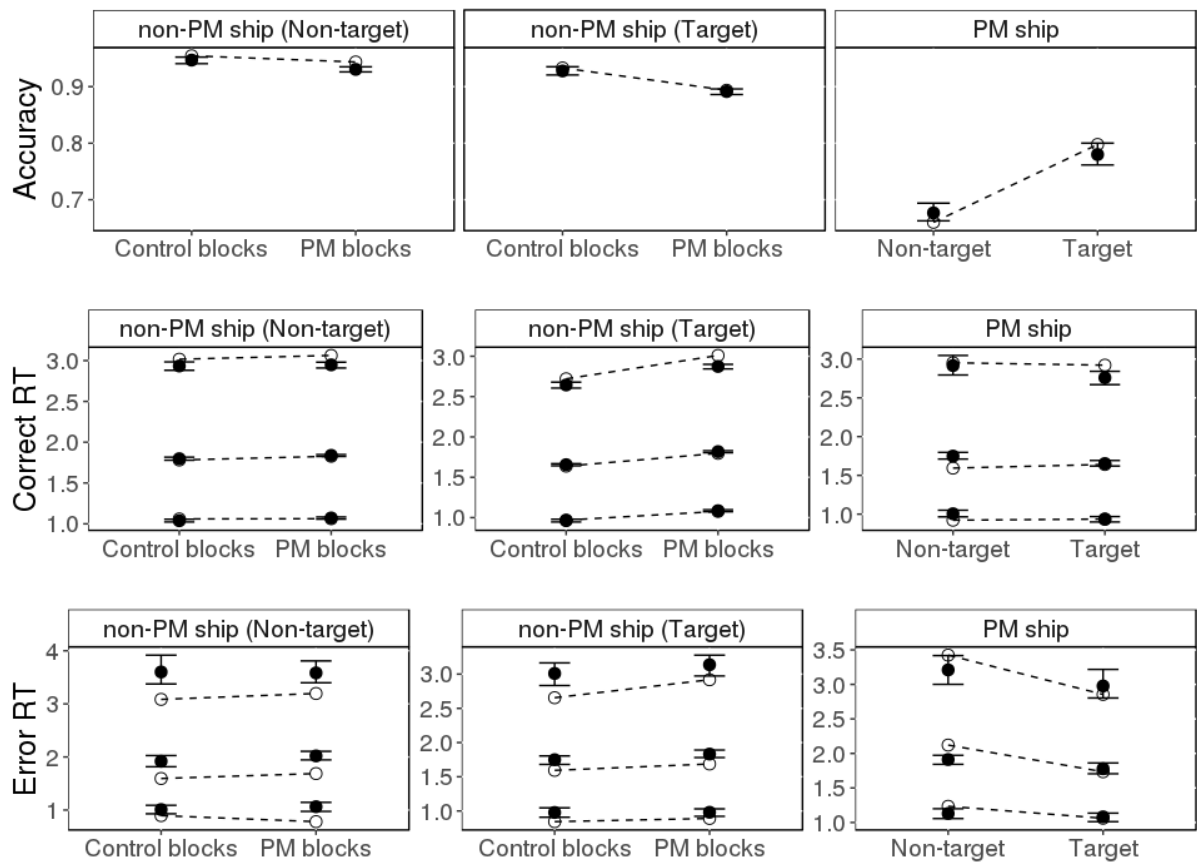 non-PM ship (Non-target) non-PM ship (Target) PM ship
Accuracy
0.9
0.8
0.7
Control blocks PM blocks Control blocks PM blocks Non-target Target
non-PM ship (Non-target) non-PM ship (Target) PM ship
Correct RT
3.0 3.0 3.0
2.5 2.5 2.5
2.0 2.0 2.0
1.5 1.5 1.5
1.0 1.0 1.0
Control blocks PM blocks Control blocks PM blocks Non-target Target
non-PM ship (Non-target) non-PM ship (Target) PM ship
Error RT
4 3.0 3.5
3 2.5 3.0
2 2.0 2.5
1 1.5 2.0
1.0 1.5
1.0
Control blocks PM blocks Control blocks PM blocks Non-target Target